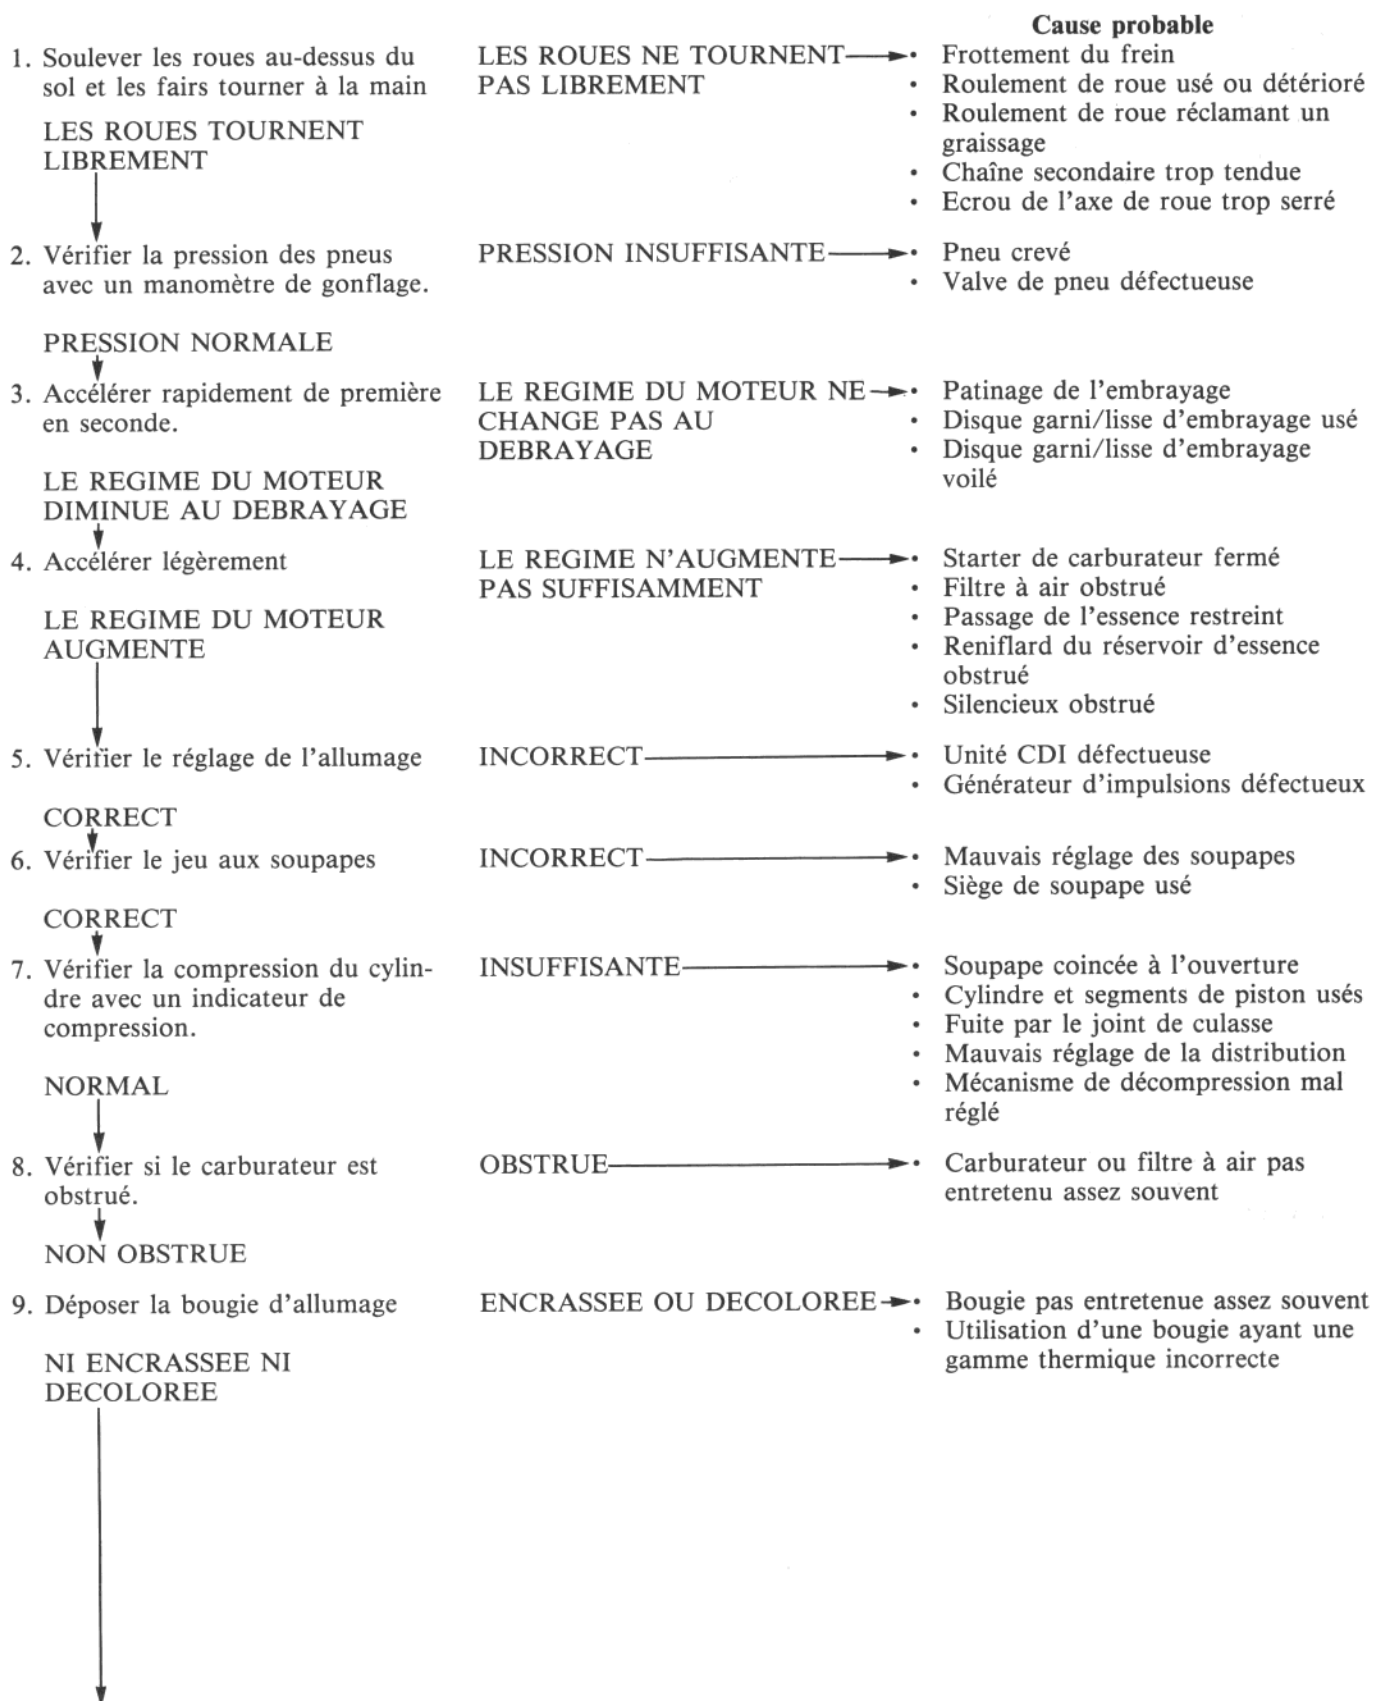 Cause probable
1. Soulever les roues au-dessus du
sol et les fairs tourner à la main
LES ROUES TOURNENT
LIBREMENT
LES ROUES NE TOURNENT
PAS LIBREMENT
• Frottement du frein
• Roulement de roue usé ou détérioré
• Roulement de roue réclamant un
graissage
• Chaîne secondaire trop tendue
• Ecrou de l'axe de roue trop serré
2. Vérifier la pression des pneus
avec un manomètre de gonflage.
PRESSION NORMALE
PRESSION INSUFFISANTE
• Pneu crevé
• Valve de pneu défectueuse
3. Accélérer rapidement de première
en seconde.
LE REGIME DU MOTEUR
DIMINUE AU DEBRAYAGE
LE REGIME DU MOTEUR NE
CHANGE PAS AU
DEBRAYAGE
• Patinage de l'embrayage
• Disque garni/lisse d'embrayage usé
• Disque garni/lisse d'embrayage
voilé
4. Accélérer légèrement
LE REGIME DU MOTEUR
AUGMENTE
LE REGIME N'AUGMENTE
PAS SUFFISAMMENT
• Starter de carburateur fermé
• Filtre à air obstrué
• Passage de l'essence restreint
• Reniflard du réservoir d'essence
obstrué
• Silencieux obstrué
5. Vérifier le réglage de l'allumage
CORRECT
INCORRECT
• Unité CDI défectueuse
• Générateur d'impulsions défectueux
6. Vérifier le jeu aux soupapes
CORRECT
INCORRECT
• Mauvais réglage des soupapes
• Siège de soupape usé
7. Vérifier la compression du cylin-
dre avec un indicateur de
compression.
NORMAL
INSUFFISANTE
• Soupape coincée à l'ouverture
• Cylindre et segments de piston usés
• Fuite par le joint de culasse
• Mauvais réglage de la distribution
• Mécanisme de décompression mal
réglé
8. Vérifier si le carburateur est
obstrué.
NON OBSTRUE
OBSTRUE
• Carburateur ou filtre à air pas
entretenu assez souvent
9. Déposer la bougie d'allumage
NI ENCRASSEE NI
DECOLOREE
ENCRASSEE OU DECOLOREE
• Bougie pas entretenue assez souvent
• Utilisation d'une bougie ayant une
gamme thermique incorrecte